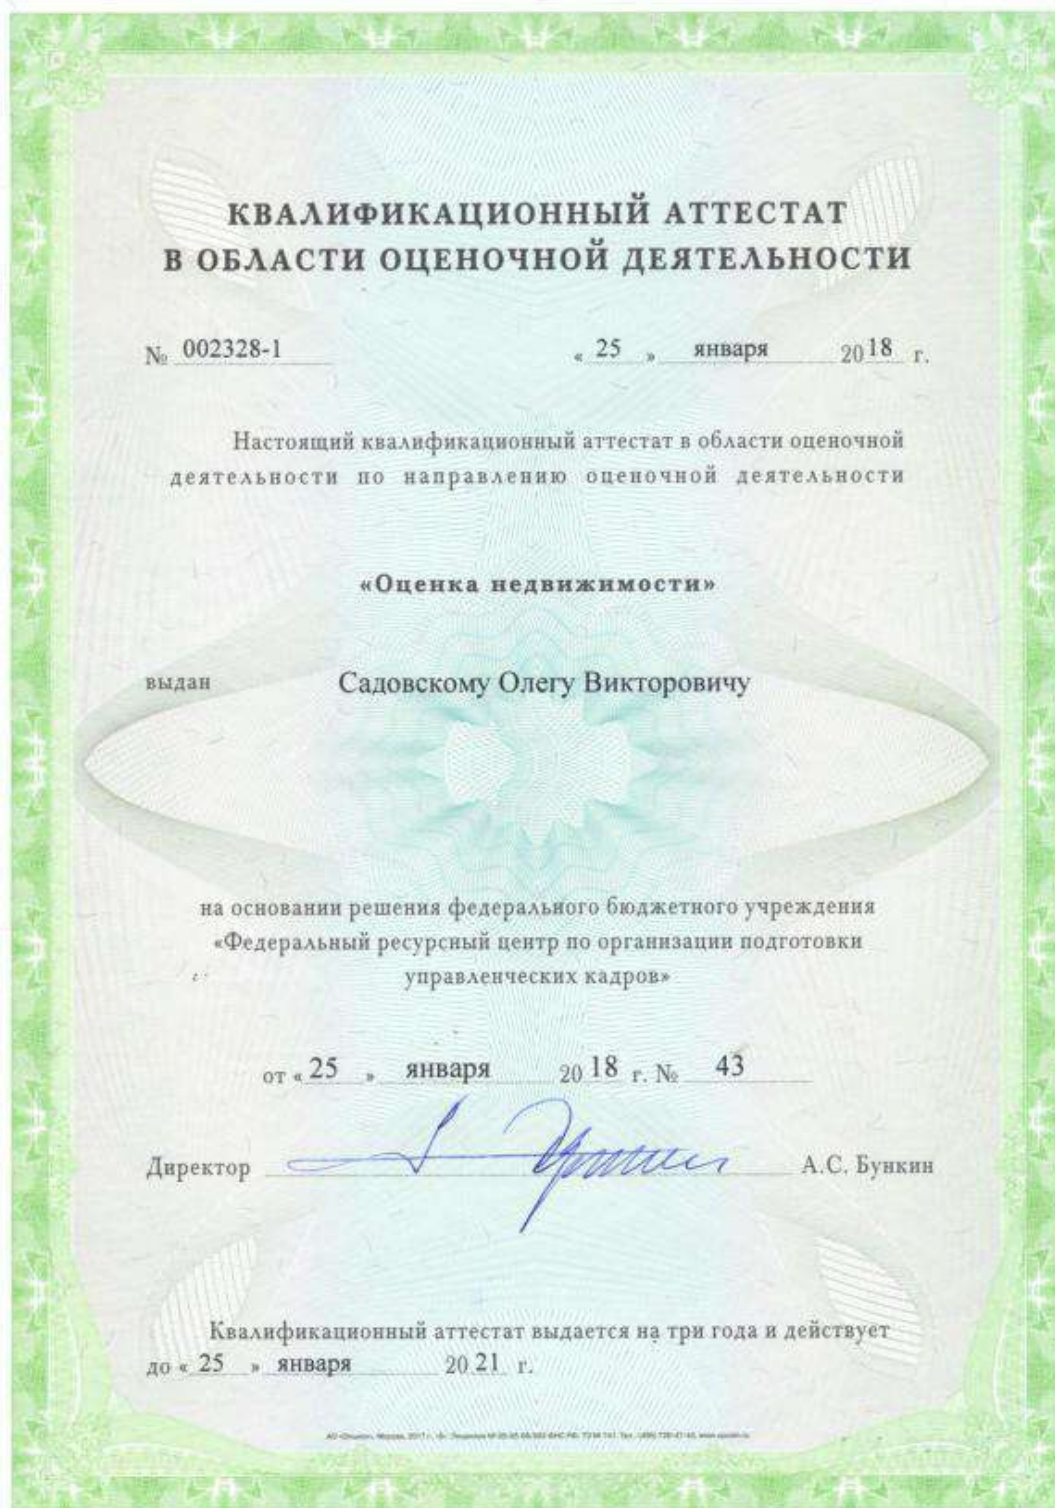 КВАЛИФИКАЦИОННЫЙ АТТЕСТАТ
В ОБЛАСТИ ОЦЕНОЧНОЙ ДЕЯТЕЛЬНОСТИ
№ 002328-1 « 25 » января 2018 г.
Настоящий квалификационный аттестат в области оценочной
деятельности по направлению оценочной деятельности
«Оценка недвижимости»
выдан Садовскому Олегу Викторовичу
на основании решения федерального бюджетного учреждения
«Федеральный ресурсный центр по организации подготовки
управленческих кадров»
от « 25 » января 2018 г. № 43
Директор А.С. Бункин
Квалификационный аттестат выдается на три года и действует
до « 25 » января 2021 г.